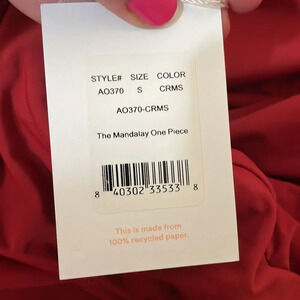 STYLE# SIZE COLOR
AO370 S CRMS
AO370-CRMS
The Mandalay One Piece
8 40302 33533 8
This is made from
100% recycled paper.